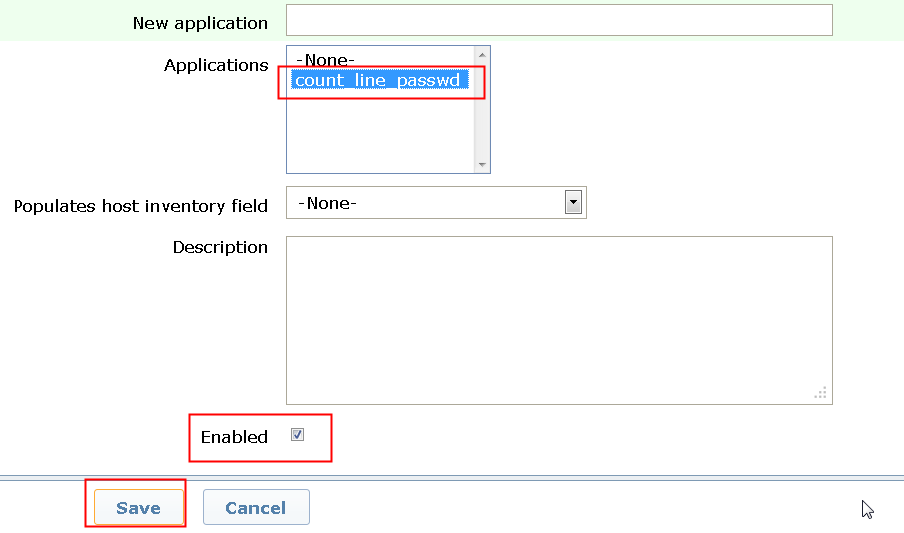 New application
Applications
-None-
count_line_passwd
Populates host inventory field
-None-
Description
Enabled
Save Cancel